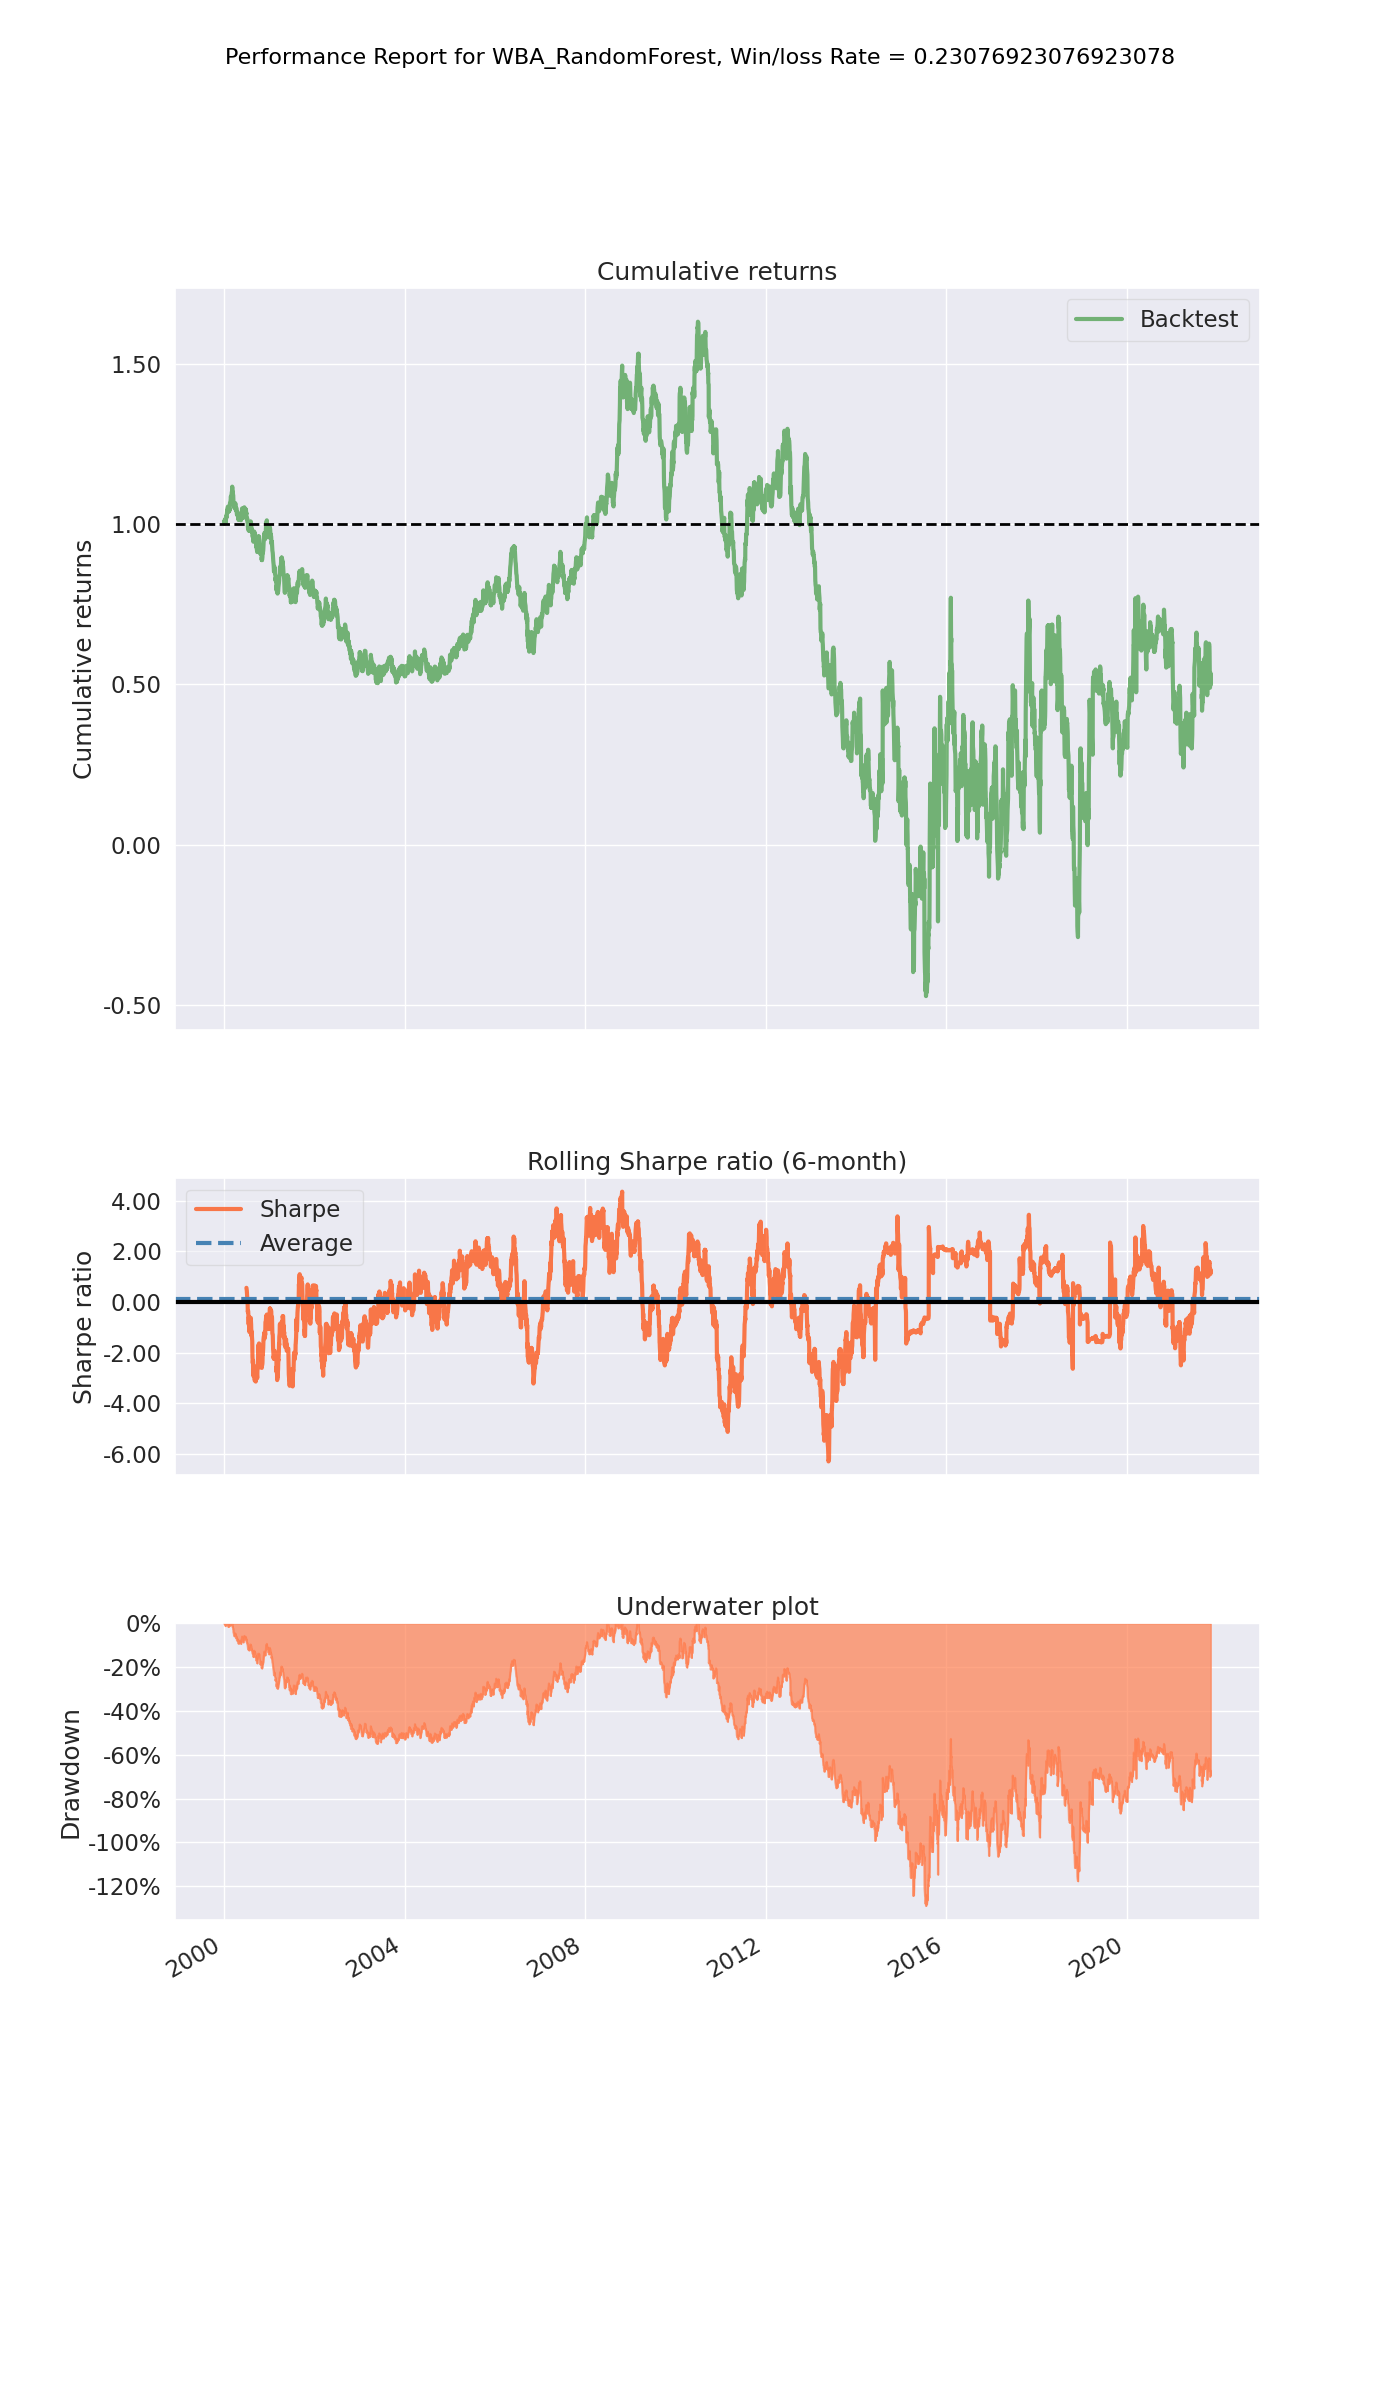 Performance Report for WBA_RandomForest, Win/loss Rate = 0.23076923076923078
Cumulative returns
Backtest
1.50
1.00
0.50
0.00
-0.50
Cumulative returns
Rolling Sharpe ratio (6-month)
Sharpe
Average
4.00
2.00
0.00
-2.00
-4.00
-6.00
Sharpe ratio
Underwater plot
0%
-20%
-40%
-60%
-80%
-100%
-120%
Drawdown
2000
2004
2008
2012
2016
2020